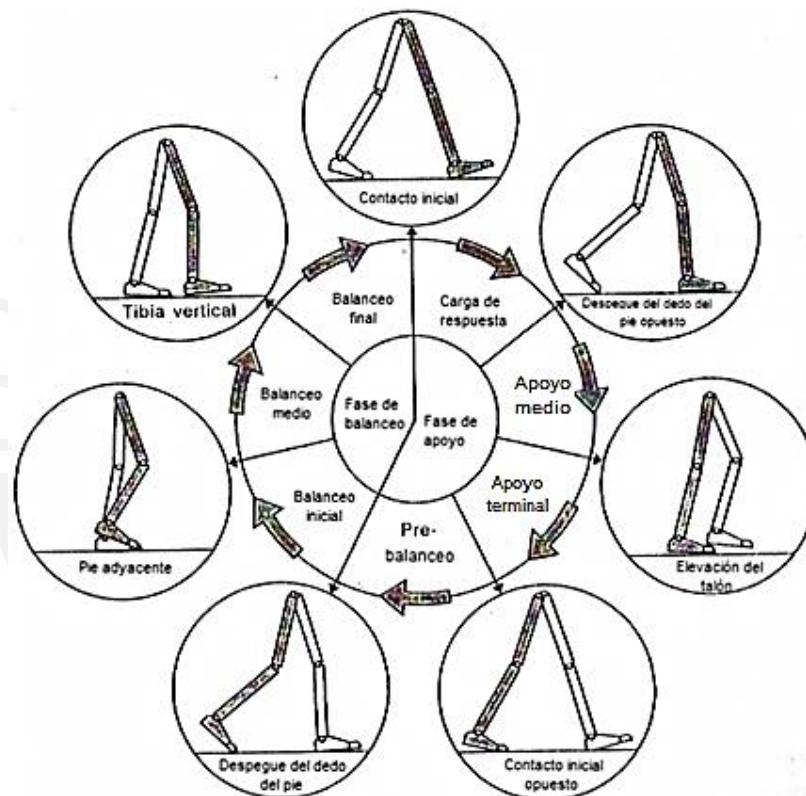 Contacto inicial
Despegue del dedo del
pie opuesto
Tibia vertical
Balanceo
final
Carga de
respuesta
Balanceo
medio
Fase de
balanceo
Fase de
apoyo
Apoyo
medio
Balanceo
inicial
Pre-
balanceo
Apoyo
terminal
Pie adyacente
Elevación del
talón
Despegue del dedo
del pie
Contacto inicial
opuesto